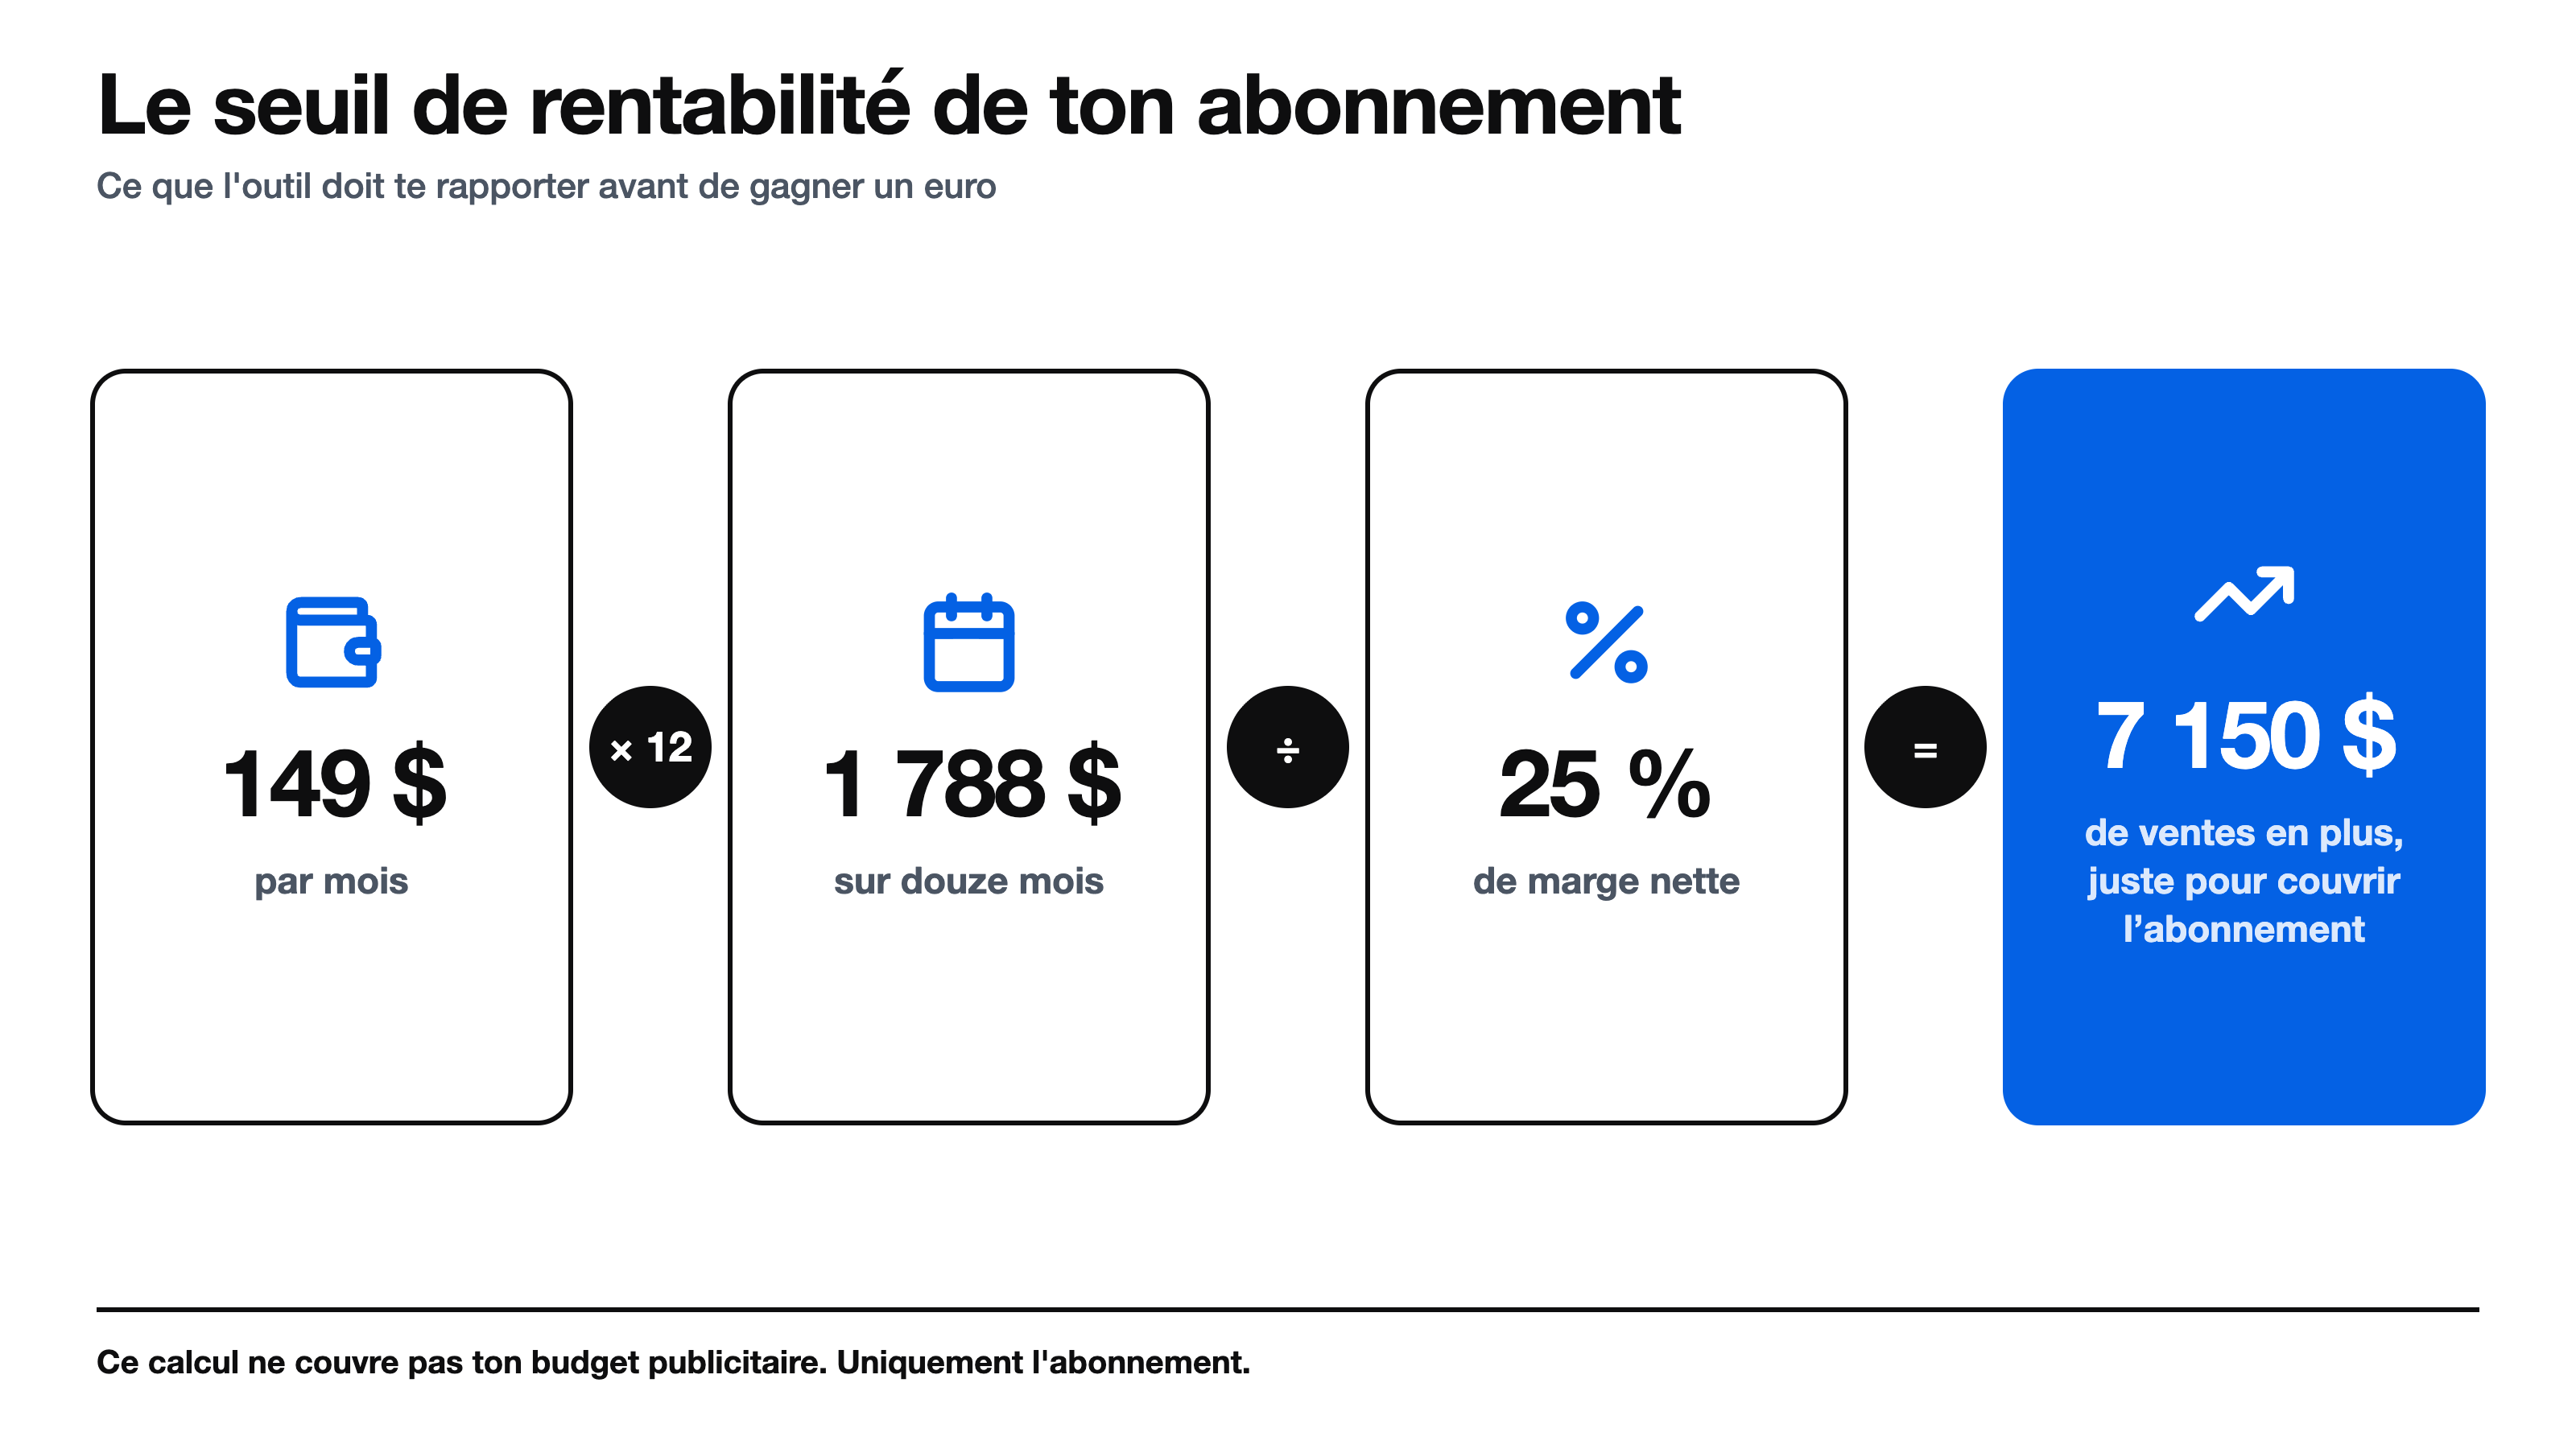 Le seuil de rentabilité de ton abonnement
Ce que l'outil doit te rapporter avant de gagner un euro
149 $
par mois
× 12
1 788 $
sur douze mois
÷
25 %
de marge nette
=
7 150 $
de ventes en plus,
juste pour couvrir
l’abonnement
Ce calcul ne couvre pas ton budget publicitaire. Uniquement l'abonnement.